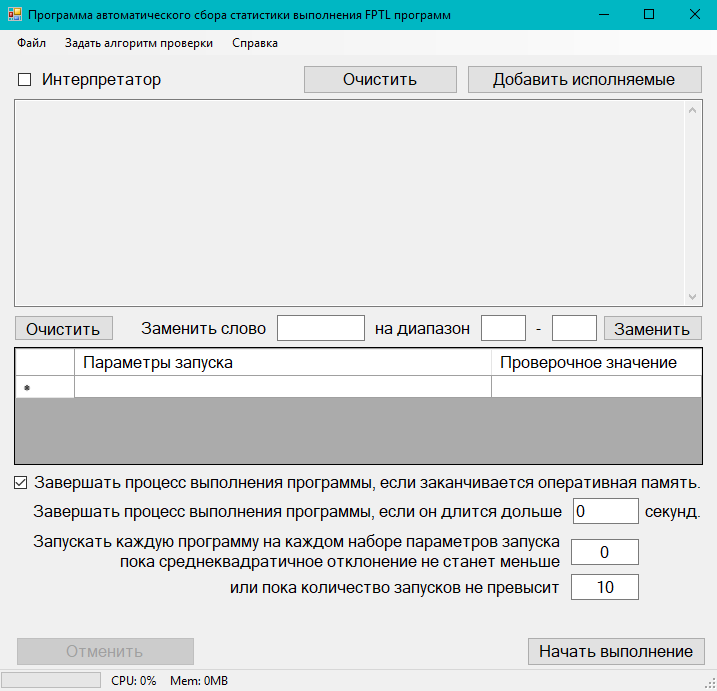 Программа автоматического сбора статистики выполнения FPTL программ
Файл Задать алгоритм проверки Справка
Интерпретатор Очистить Добавить исполняемые
Очистить Заменить слово на диапазон - Заменить
Параметры запуска Проверочное значение
*
Завершать процесс выполнения программы, если заканчивается оперативная память.
Завершать процесс выполнения программы, если он длится дольше 0 секунд.
Запускать каждую программу на каждом наборе параметров запуска
пока среднеквадратичное отклонение не станет меньше 0
или пока количество запусков не превысит 10
Отменить Начать выполнение
CPU: 0% Mem: 0MB